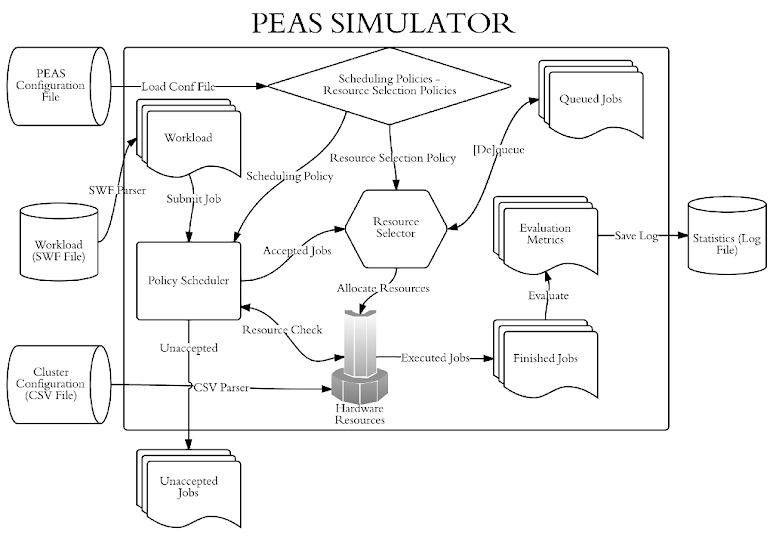 PEAS SIMULATOR
PEAS
Configuration
File
Load Conf File
Scheduling Policies -
Resource Selection Policies
Queued Jobs
Workload
[De]queue
Resource Selection Policy
Scheduling Policy
SWF Parser
Submit Job
Workload
(SWF File)
Resource
Selector
Evaluation
Metrics
Save Log
Statistics (Log
File)
Accepted Jobs
Policy Scheduler
Allocate Resources
Evaluate
Resource Check
Unaccepted
Executed Jobs
Finished Jobs
Cluster
Configuration
(CSV File)
CSV Parser
Hardware
Resources
Unaccepted
Jobs